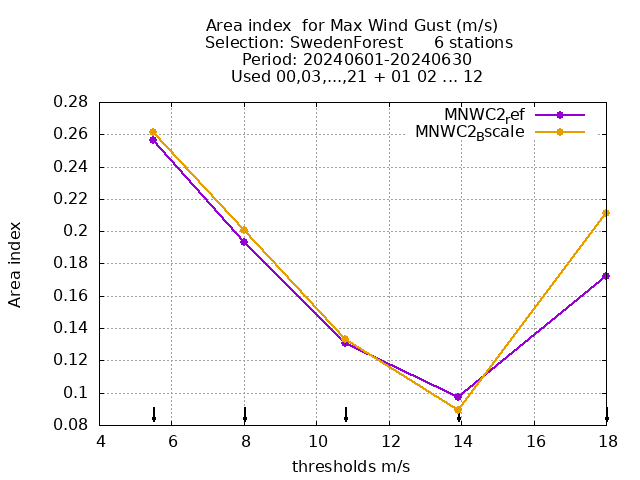 Area index  for Max Wind Gust (m/s)
Selection: SwedenForest      6 stations
Period: 20240601-20240630
Used 00,03,...,21 + 01 02 ... 12
MNWC2ref
MNWC2Bscale
0.28
0.26
0.24
0.22
0.2
0.18
0.16
0.14
0.12
0.1
0.08
Area index
4 6 8 10 12 14 16 18
thresholds m/s